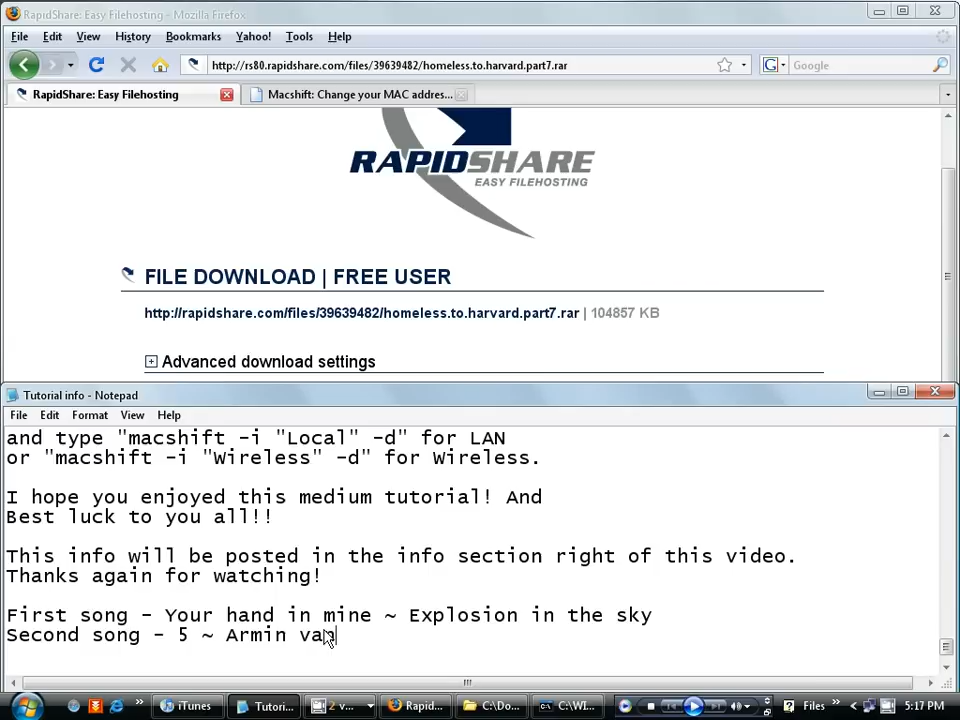 RapidShare: Easy Filehosting - Mozilla Firefox
File Edit View History Bookmarks Yahoo! Tools Help
http://rs80.rapidshare.com/files/39639482/homeless.to.harvard.part7.rar
G Google
RapidShare: Easy Filehosting
Macshift: Change your MAC addres...
RAPIDSHARE
EASY FILEHOSTING
FILE DOWNLOAD | FREE USER
http://rapidshare.com/files/39639482/homeless.to.harvard.part7.rar | 104857 KB
Advanced download settings
Tutorial info - Notepad
File Edit Format View Help
and type "macshift -i "Local" -d" for LAN
or "macshift -i "Wireless" -d" for Wireless.
I hope you enjoyed this medium tutorial! And
Best luck to you all!!
This info will be posted in the info section right of this video.
Thanks again for watching!
First song - Your hand in mine ~ Explosion in the sky
Second song - 5 ~ Armin van
iTunes Tutori... 2 v... Rapid... C:\Do... C:\WI... Files 5:17 PM